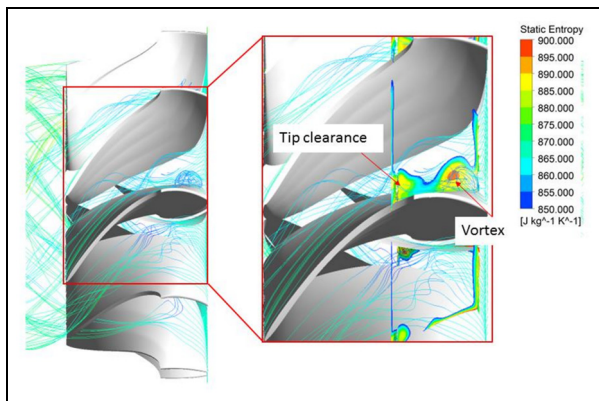 Static Entropy
900.000
895.000
890.000
885.000
880.000
875.000
870.000
865.000
860.000
855.000
850.000
[J kg^-1 K^-1]
Tip clearance
Vortex